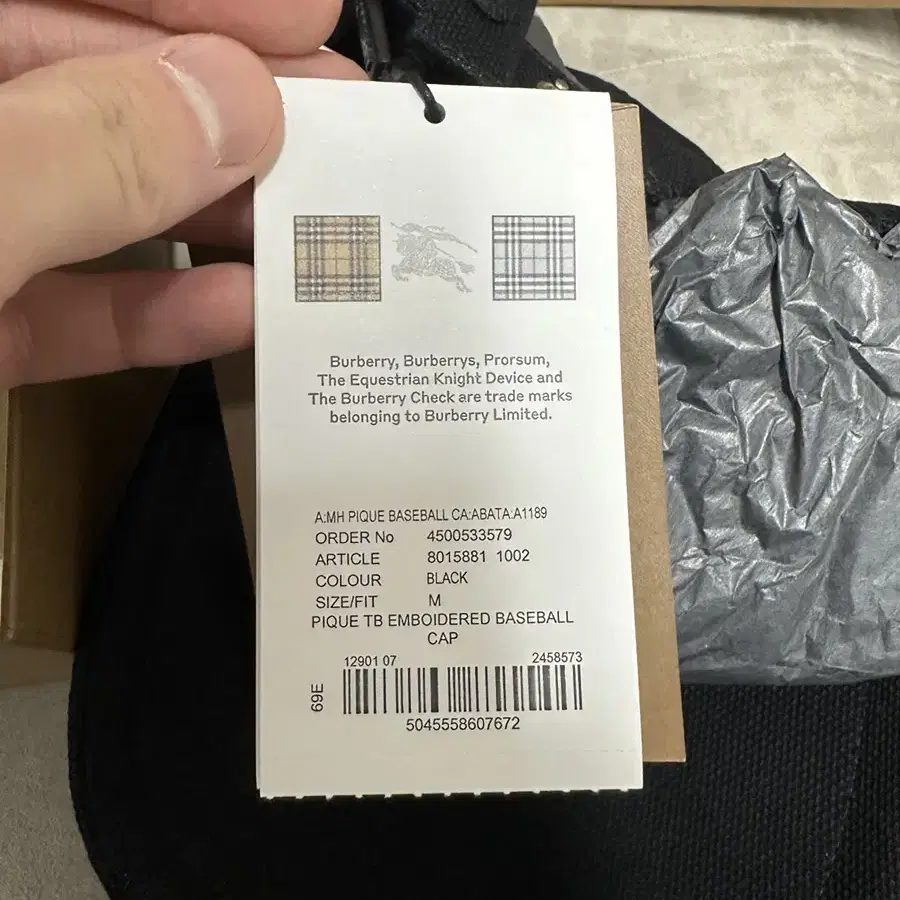 Burberry, Burberrys, Prorsum,
The Equestrian Knight Device and
The Burberry Check are trade marks
belonging to Burberry Limited.
A:MH PIQUE BASEBALL CA:ABATA:A1189
ORDER No 4500533579
ARTICLE 8015881 1002
COLOUR BLACK
SIZE/FIT M
PIQUE TB EMBOIDERED BASEBALL
CAP
12901 07 2458573
69E
5045558607672